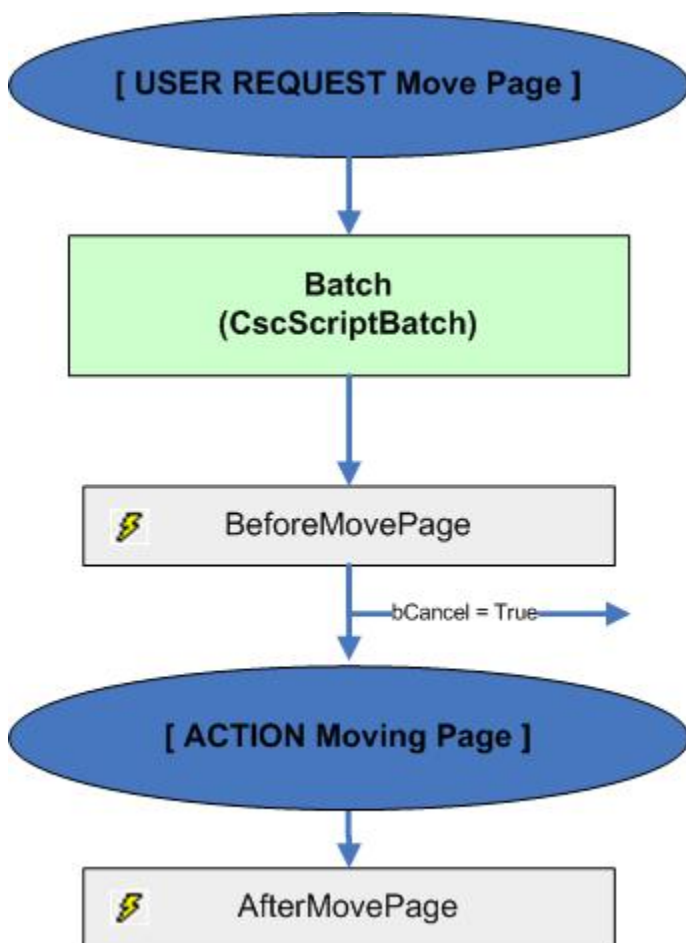 [ USER REQUEST Move Page ]
Batch
(CscScriptBatch)
BeforeMovePage
bCancel = True
[ ACTION Moving Page ]
AfterMovePage